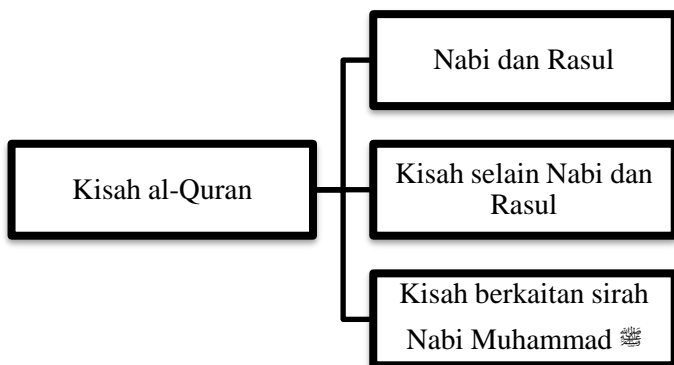 Nabi dan Rasul
Kisah al-Quran
Kisah selain Nabi dan
Rasul
Kisah berkaitan sirah
Nabi Muhammad ﷺ